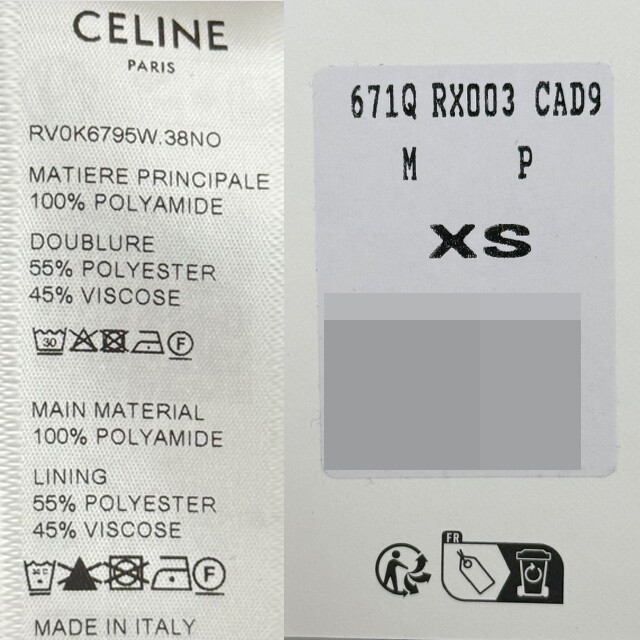 CELINE
PARIS
RV0K6795W.38NO
MATIERE PRINCIPALE
100% POLYAMIDE
DOUBLURE
55% POLYESTER
45% VISCOSE
30
F
MAIN MATERIAL
100% POLYAMIDE
LINING
55% POLYESTER
45% VISCOSE
F
MADE IN ITALY
671Q RX003 CAD9
M P
XS
FR